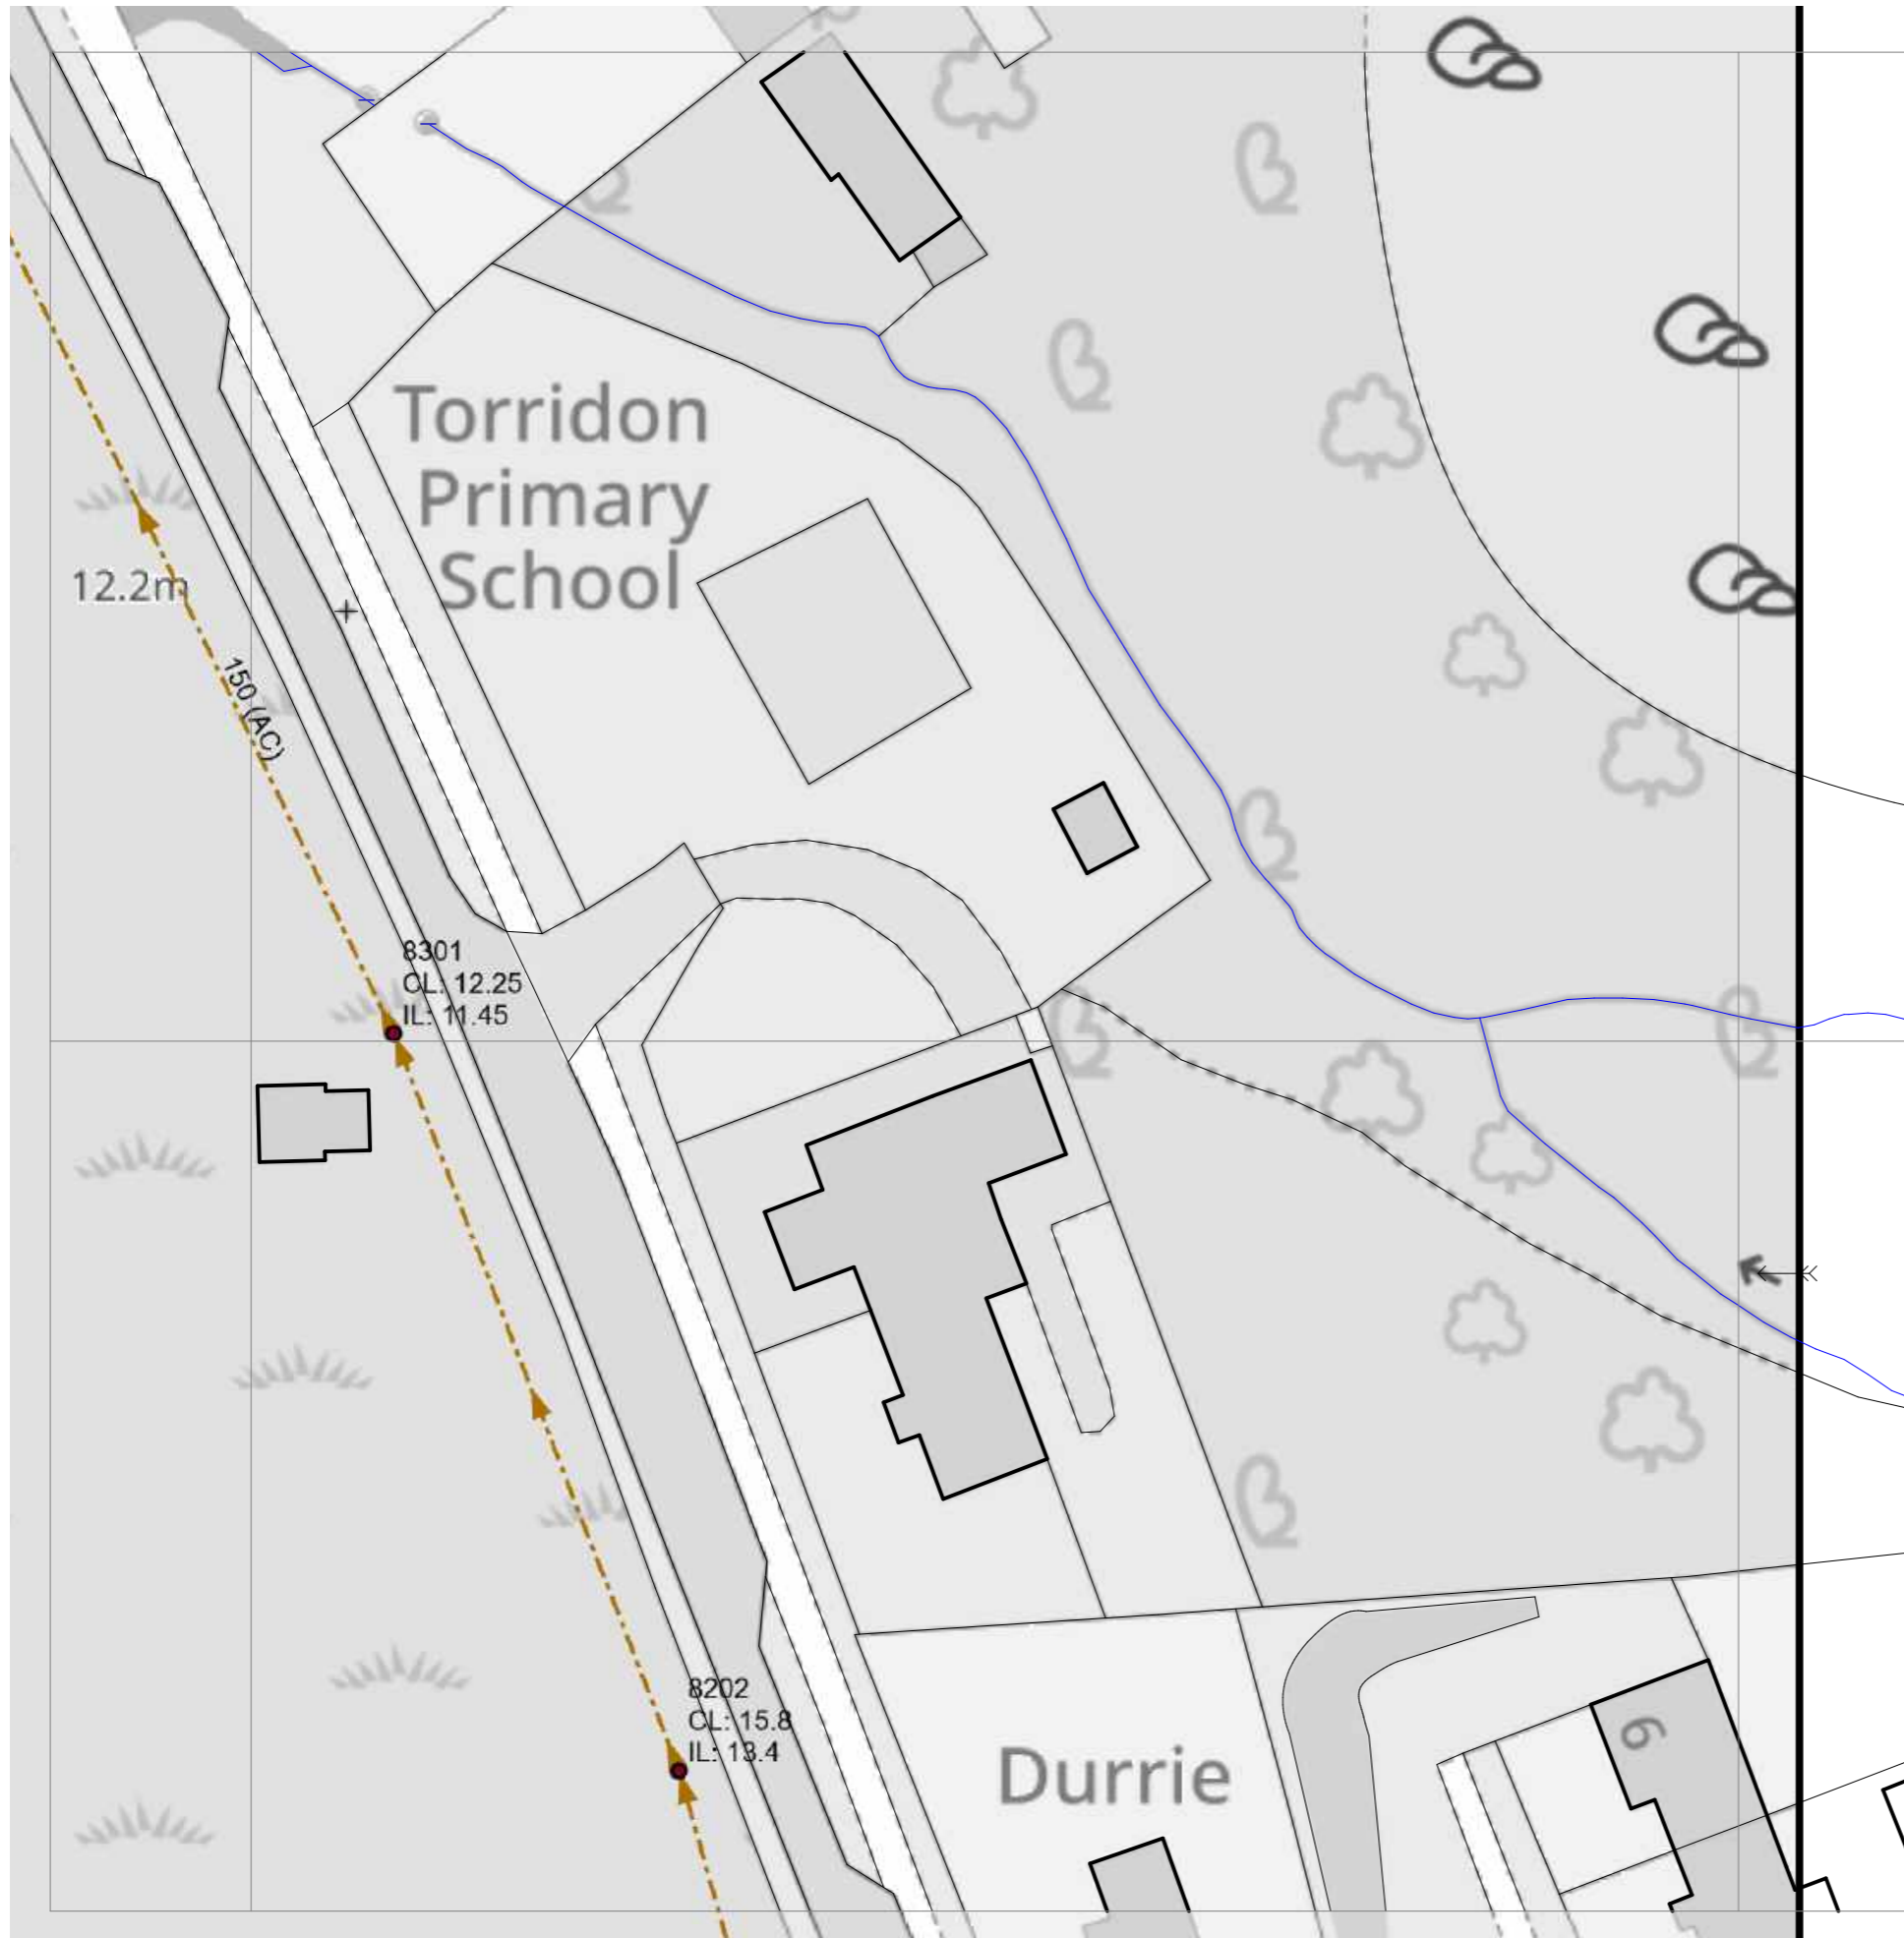 Torridon
Primary
School
12.2m
150 (AC)
8301
CL: 12.25
IL: 11.45
8202
CL: 15.8
IL: 13.4
Durrie
6